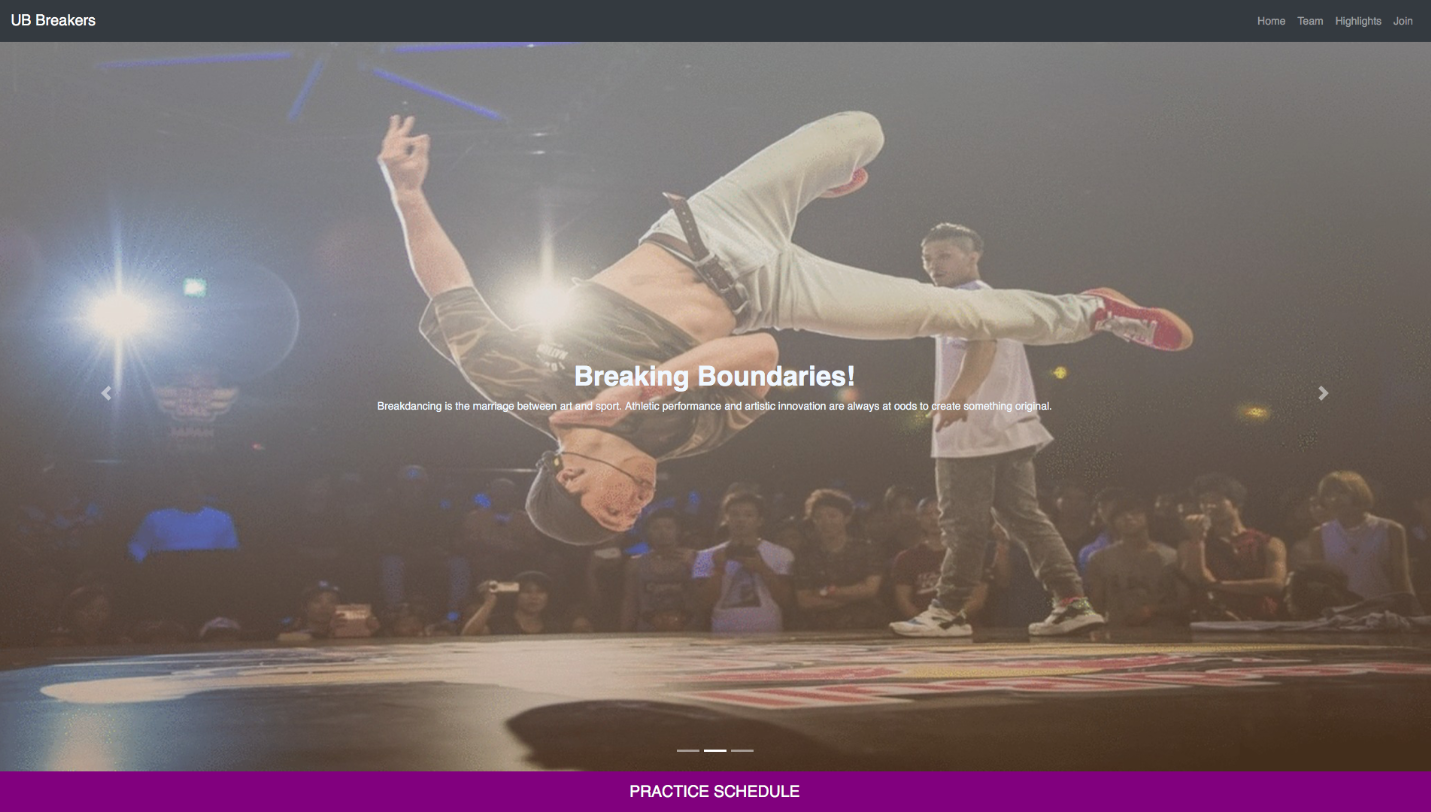 UB Breakers
Home Team Highlights Join
Breaking Boundaries!
Breakdancing is the marriage between art and sport. Athletic performance and artistic innovation are always at oods to create something original.
JAPAN
PRACTICE SCHEDULE